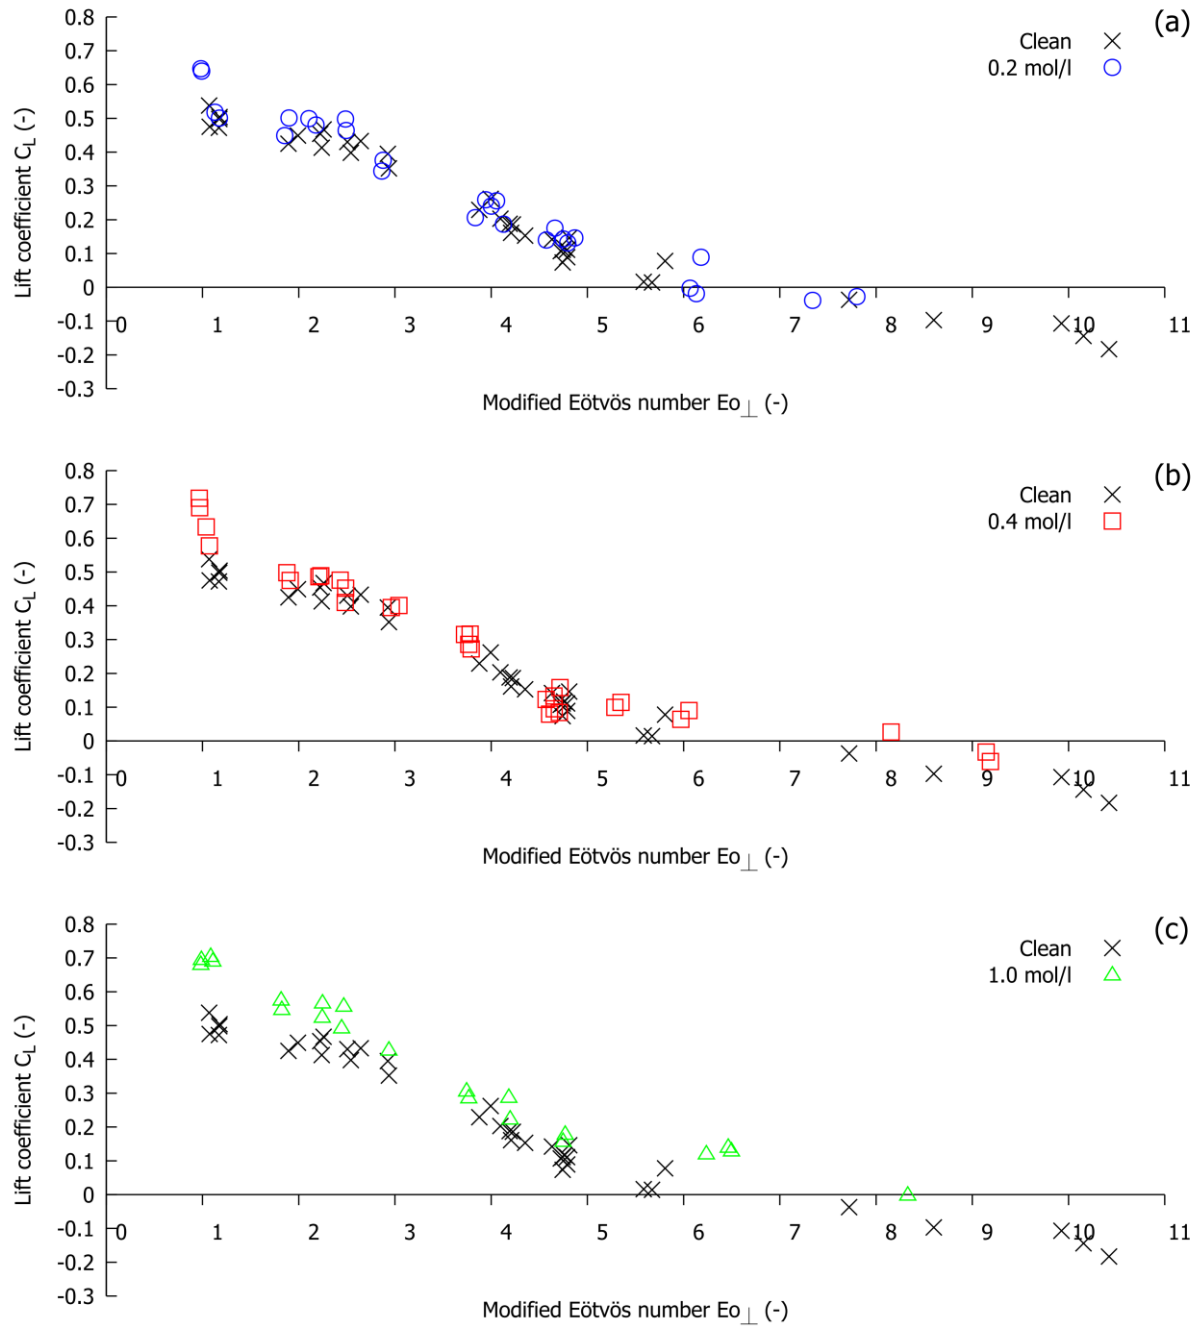 (a)
Clean
0.2 mol/l
Lift coefficient C_L (-)
0.8
0.7
0.6
0.5
0.4
0.3
0.2
0.1
0
-0.1
-0.2
-0.3
0 1 2 3 4 5 6 7 8 9 10 11
Modified Eötvös number Eo⊥ (-)
(b)
Clean
0.4 mol/l
Lift coefficient C_L (-)
0.8
0.7
0.6
0.5
0.4
0.3
0.2
0.1
0
-0.1
-0.2
-0.3
0 1 2 3 4 5 6 7 8 9 10 11
Modified Eötvös number Eo⊥ (-)
(c)
Clean
1.0 mol/l
Lift coefficient C_L (-)
0.8
0.7
0.6
0.5
0.4
0.3
0.2
0.1
0
-0.1
-0.2
-0.3
0 1 2 3 4 5 6 7 8 9 10 11
Modified Eötvös number Eo⊥ (-)